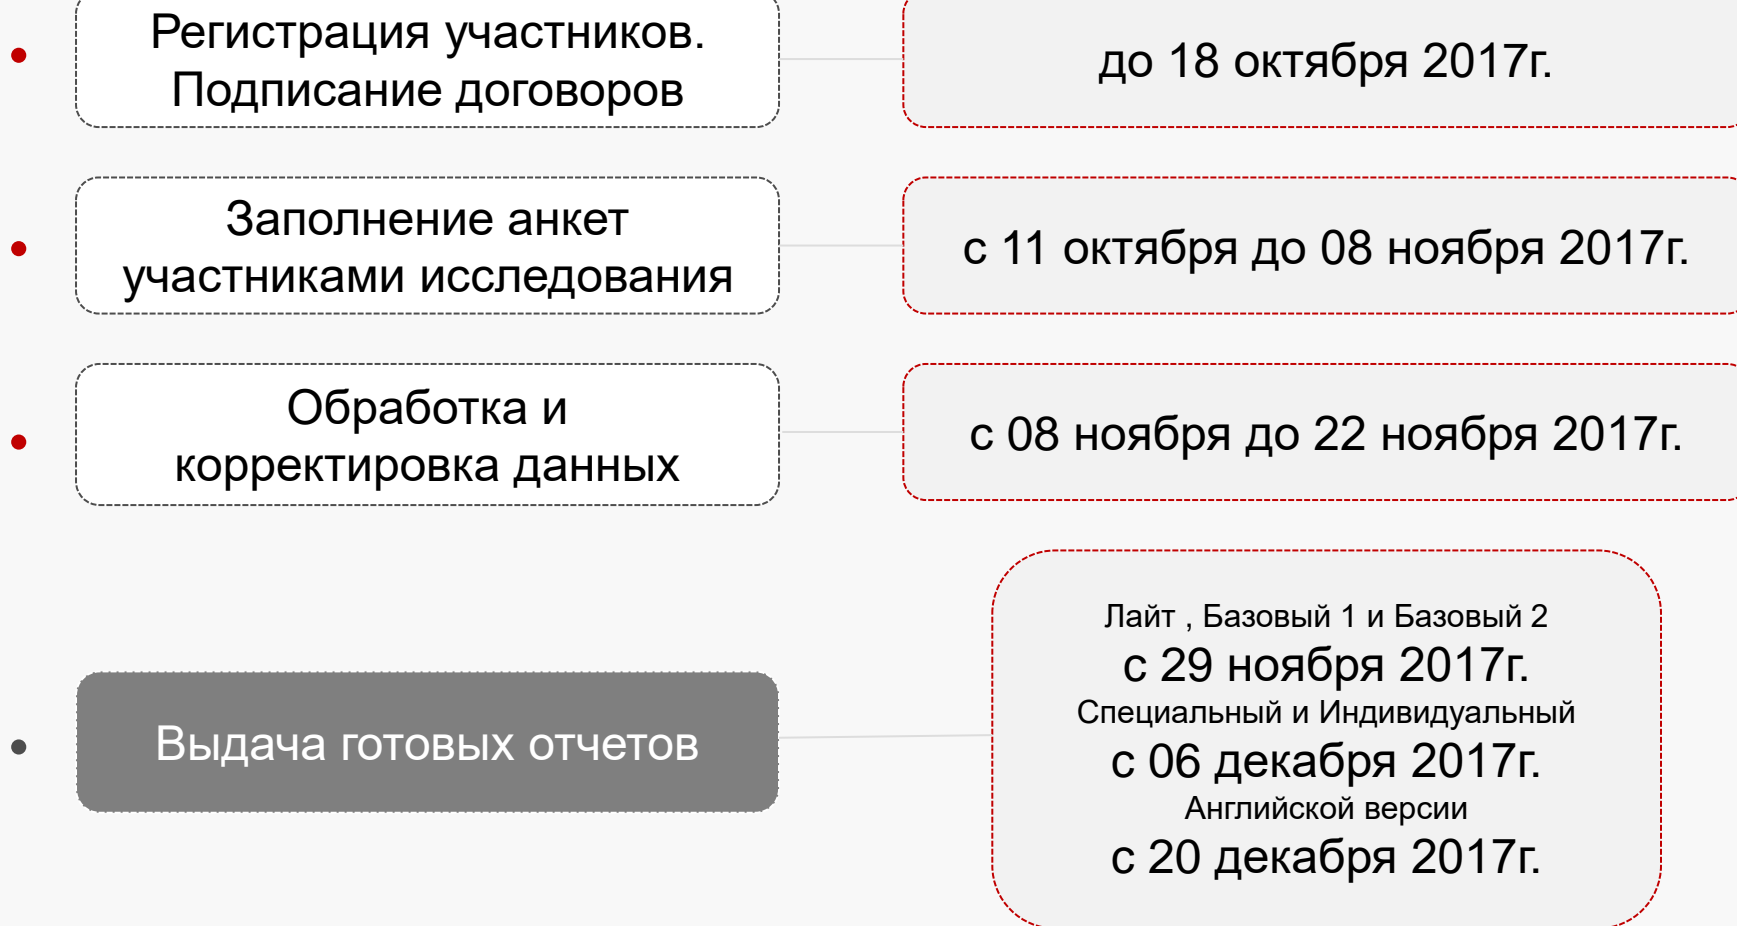 Регистрация участников.
Подписание договоров
до 18 октября 2017г.
Заполнение анкет
участниками исследования
с 11 октября до 08 ноября 2017г.
Обработка и
корректировка данных
с 08 ноября до 22 ноября 2017г.
Выдача готовых отчетов
Лайт , Базовый 1 и Базовый 2
с 29 ноября 2017г.
Специальный и Индивидуальный
с 06 декабря 2017г.
Английской версии
с 20 декабря 2017г.